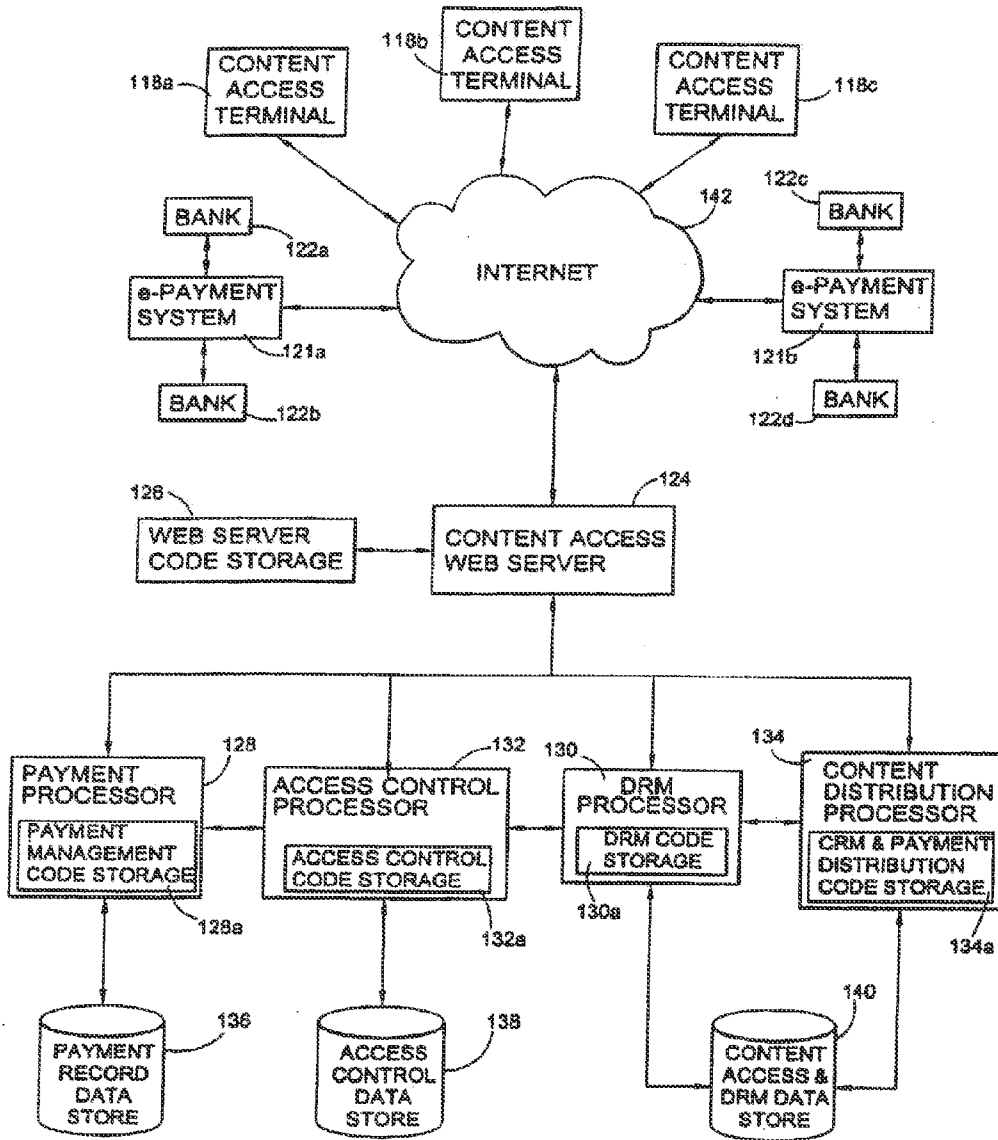 CONTENT
ACCESS
TERMINAL
118a
118b
CONTENT
ACCESS
TERMINAL
CONTENT
ACCESS
TERMINAL
118c
BANK
122a
e-PAYMENT
SYSTEM
121a
BANK
122b
INTERNET
142
122c
BANK
e-PAYMENT
SYSTEM
121b
BANK
122d
126
WEB SERVER
CODE STORAGE
124
CONTENT ACCESS
WEB SERVER
128
PAYMENT
PROCESSOR
PAYMENT
MANAGEMENT
CODE STORAGE
128a
132
ACCESS CONTROL
PROCESSOR
ACCESS CONTROL
CODE STORAGE
132a
130
DRM
PROCESSOR
DRM CODE
STORAGE
130a
134
CONTENT
DISTRIBUTION
PROCESSOR
CRM & PAYMENT
DISTRIBUTION
CODE STORAGE
134a
136
PAYMENT
RECORD
DATA
STORE
138
ACCESS
CONTROL
DATA
STORE
140
CONTENT
ACCESS &
DRM DATA
STORE